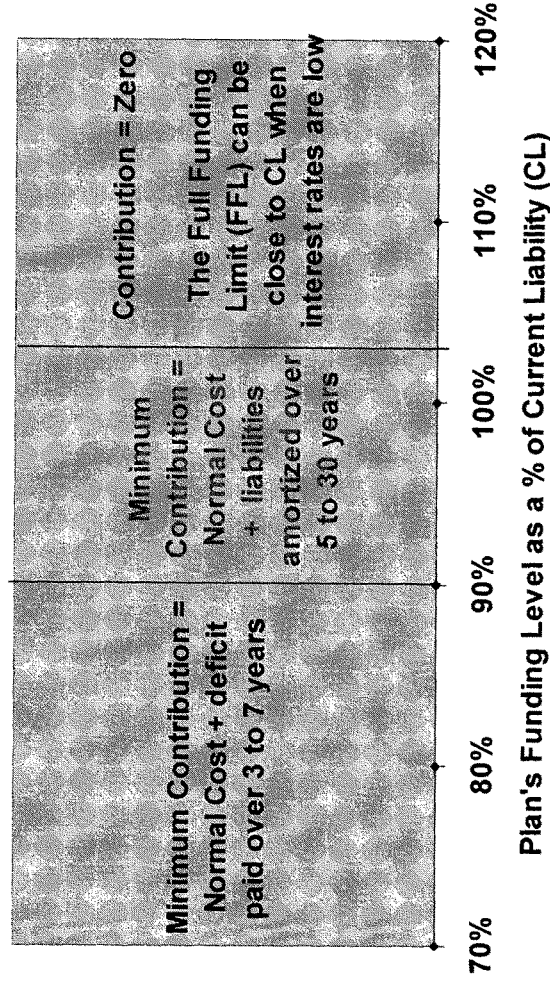 Minimum Contribution =
Normal Cost + deficit
paid over 3 to 7 years
Minimum
Contribution =
Normal Cost
+ liabilities
amortized over
5 to 30 years
Contribution = Zero
The Full Funding
Limit (FFL) can be
close to CL when
interest rates are low
70%
80%
90%
100%
110%
120%
Plan's Funding Level as a % of Current Liability (CL)